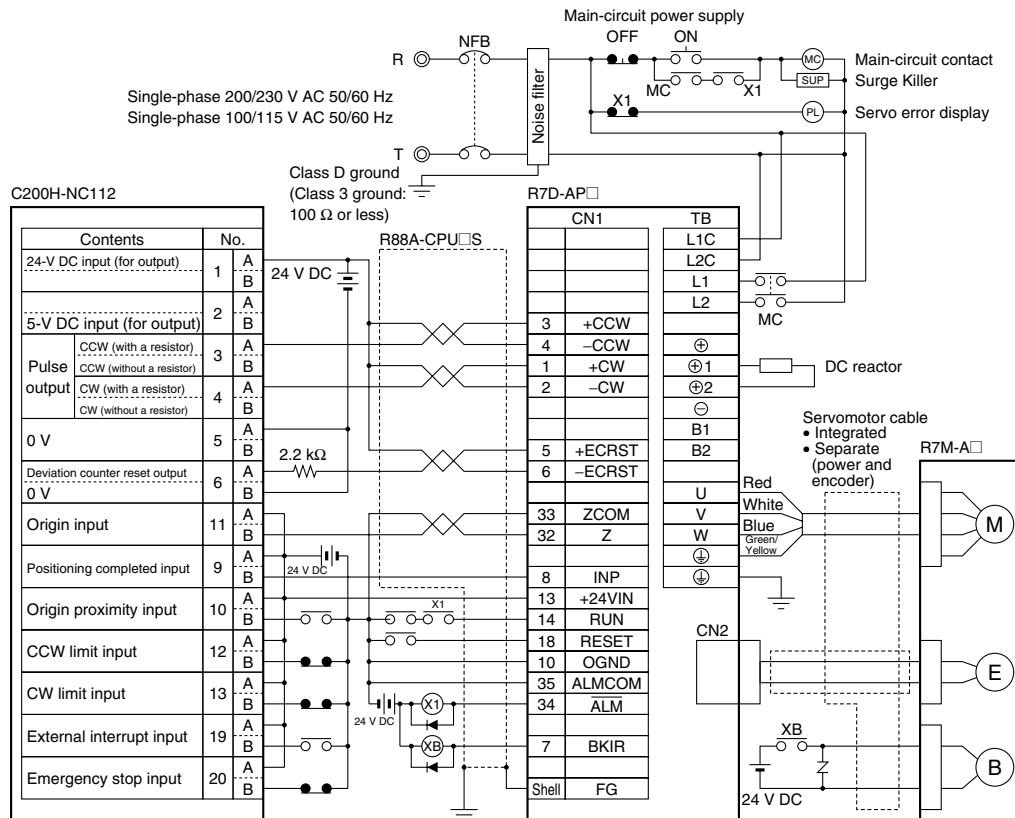 Main-circuit power supply
OFF
ON
NFB
R
MC
Main-circuit contact
SUP
Surge Killer
MC
X1
X1
PL
Servo error display
Single-phase 200/230 V AC 50/60 Hz
Single-phase 100/115 V AC 50/60 Hz
Noise filter
T
Class D ground
(Class 3 ground:
100 Ω or less)
C200H-NC112
Contents No.
24-V DC input (for output) 1 A
B
2 A
5-V DC input (for output) B
Pulse output
CCW (with a resistor) 3 A
CCW (without a resistor) B
CW (with a resistor) 4 A
CW (without a resistor) B
0 V 5 A
B
Deviation counter reset output 6 A
0 V B
Origin input 11 A
B
Positioning completed input 9 A
B
Origin proximity input 10 A
B
CCW limit input 12 A
B
CW limit input 13 A
B
External interrupt input 19 A
B
Emergency stop input 20 A
B
24 V DC
2.2 kΩ
24 V DC
R88A-CPU□S
X1
24 V DC
X1
XB
R7D-AP□
CN1
3 +CCW
4 −CCW
1 +CW
2 −CW
5 +ECRST
6 −ECRST
33 ZCOM
32 Z
8 INP
13 +24VIN
14 RUN
18 RESET
10 OGND
35 ALMCOM
34 ALM
7 BKIR
Shell FG
TB
L1C
L2C
L1
L2
⊕
⊕1
⊕2
⊖
B1
B2
U
V
W
MC
DC reactor
Servomotor cable
• Integrated
• Separate
(power and
encoder)
R7M-A□
Red
White
Blue
Green/
Yellow
M
CN2
E
XB
24 V DC
B